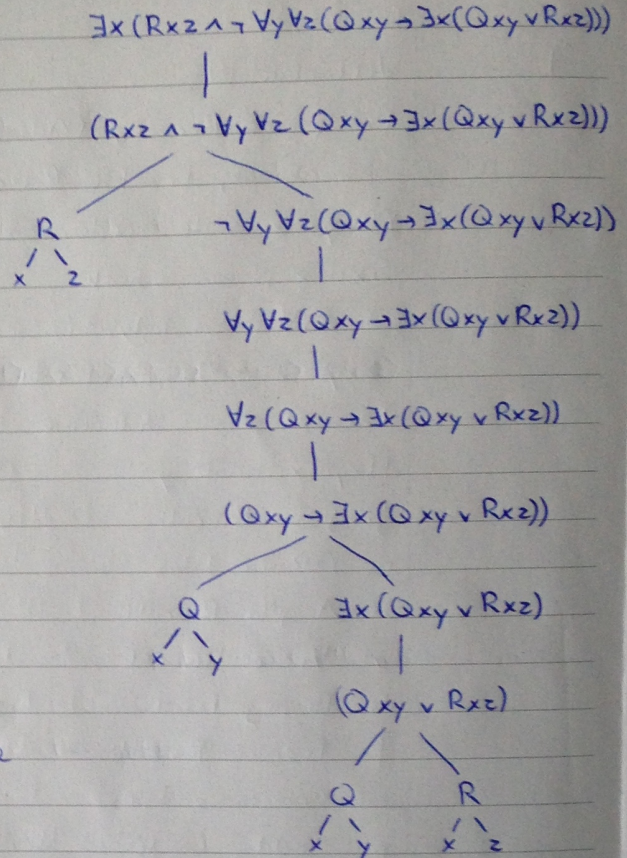 ∃x(Rxz ∧ ¬∀y∀z(Qxy → ∃x(Qxy ∨ Rxz)))
(Rxz ∧ ¬∀y∀z(Qxy → ∃x(Qxy ∨ Rxz)))
R ¬∀y∀z(Qxy → ∃x(Qxy ∨ Rxz))
x z
∀y∀z(Qxy → ∃x(Qxy ∨ Rxz))
∀z(Qxy → ∃x(Qxy ∨ Rxz))
(Qxy → ∃x(Qxy ∨ Rxz))
Q ∃x(Qxy ∨ Rxz)
x y
(Qxy ∨ Rxz)
Q R
x y x z